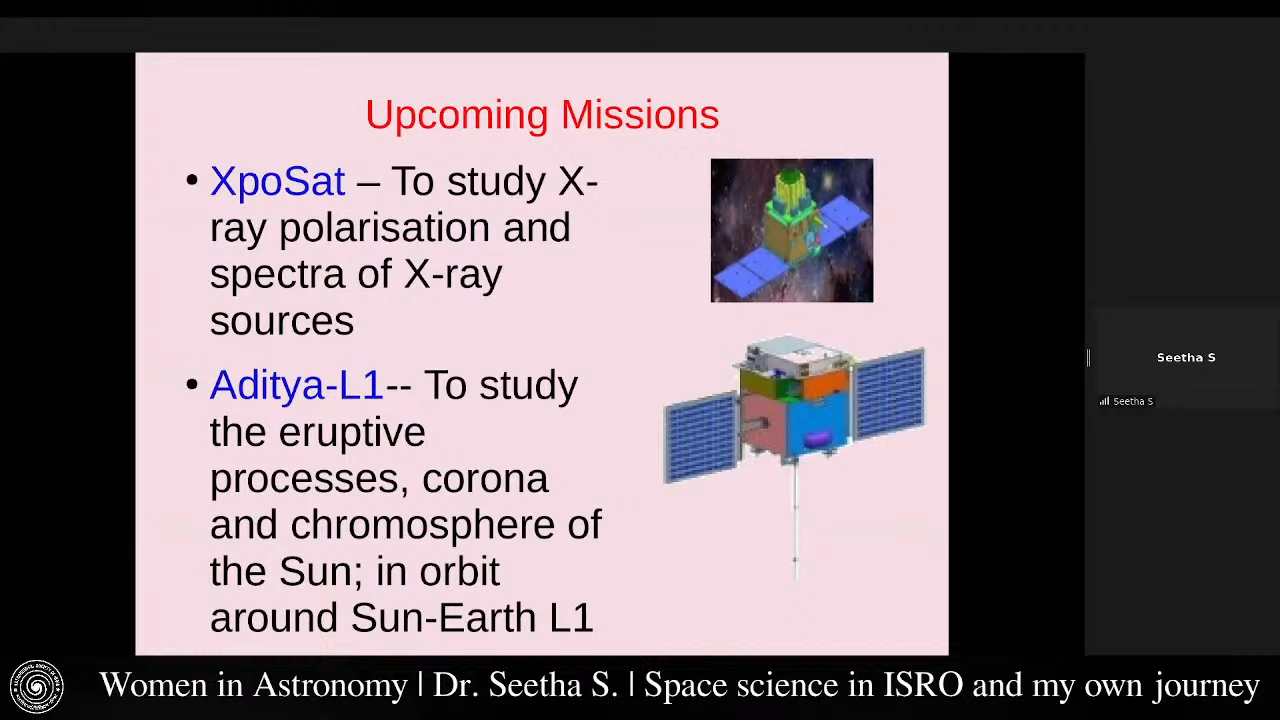 Upcoming Missions
• XpoSat – To study X-
ray polarisation and
spectra of X-ray
sources
• Aditya-L1-- To study
the eruptive
processes, corona
and chromosphere of
the Sun; in orbit
around Sun-Earth L1
Seetha S
Seetha S
Women in Astronomy | Dr. Seetha S. | Space science in ISRO and my own journey